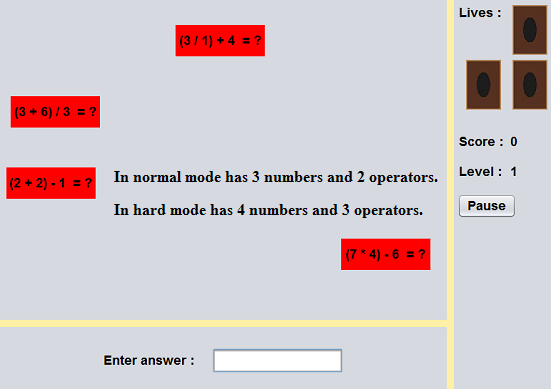 (3 / 1) + 4 = ?
(3 + 6) / 3 = ?
(2 + 2) - 1 = ?
In normal mode has 3 numbers and 2 operators.
In hard mode has 4 numbers and 3 operators.
(7 * 4) - 6 = ?
Enter answer :
Lives :
Score : 0
Level : 1
Pause